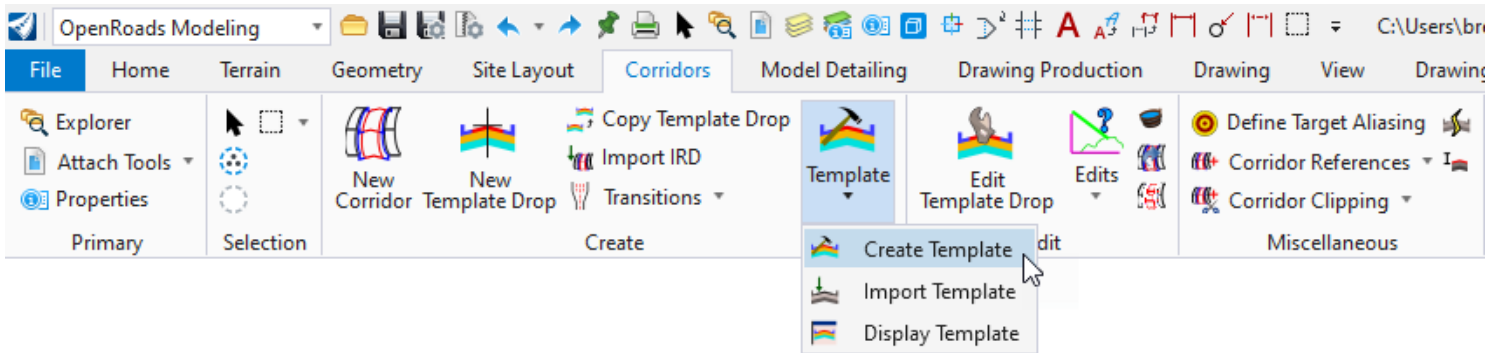 OpenRoads Modeling C:\Users\br
File Home Terrain Geometry Site Layout Corridors Model Detailing Drawing Production Drawing View Drawing
Explorer
Attach Tools
Properties
Primary
Selection
New Corridor
New Template Drop
Copy Template Drop
Import IRD
Transitions
Template
Create
Create Template
Import Template
Display Template
Edit Template Drop
Edits
dit
Define Target Aliasing
Corridor References
Corridor Clipping
Miscellaneous